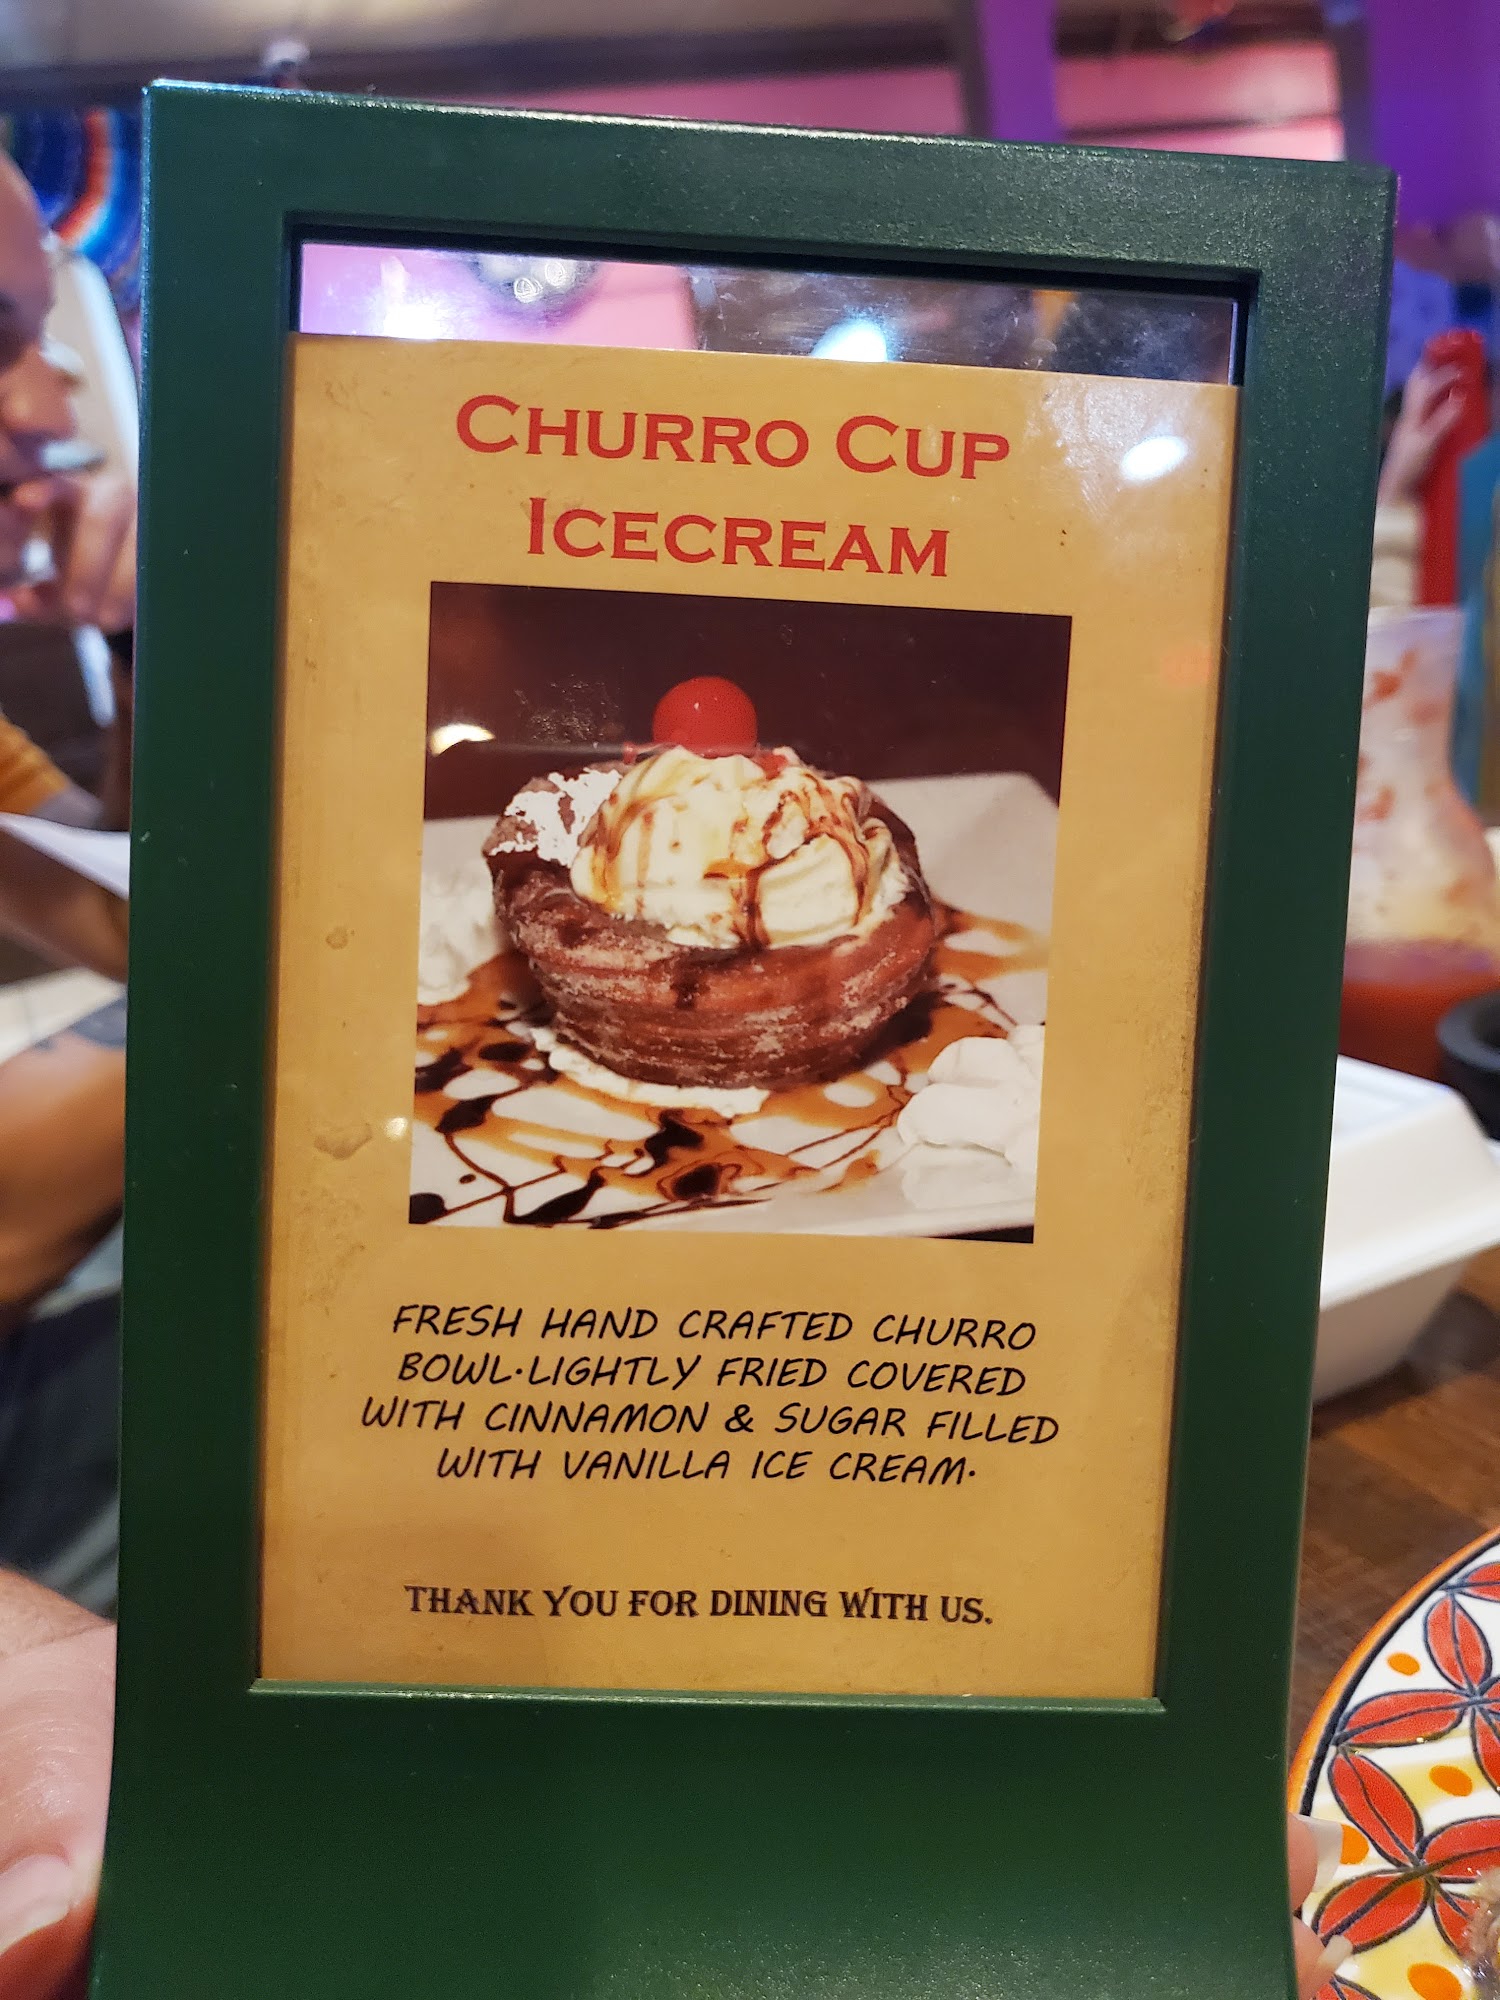 CHURRO CUP
ICECREAM
FRESH HAND CRAFTED CHURRO
BOWL.LIGHTLY FRIED COVERED
WITH CINNAMON & SUGAR FILLED
WITH VANILLA ICE CREAM.
THANK YOU FOR DINING WITH US.